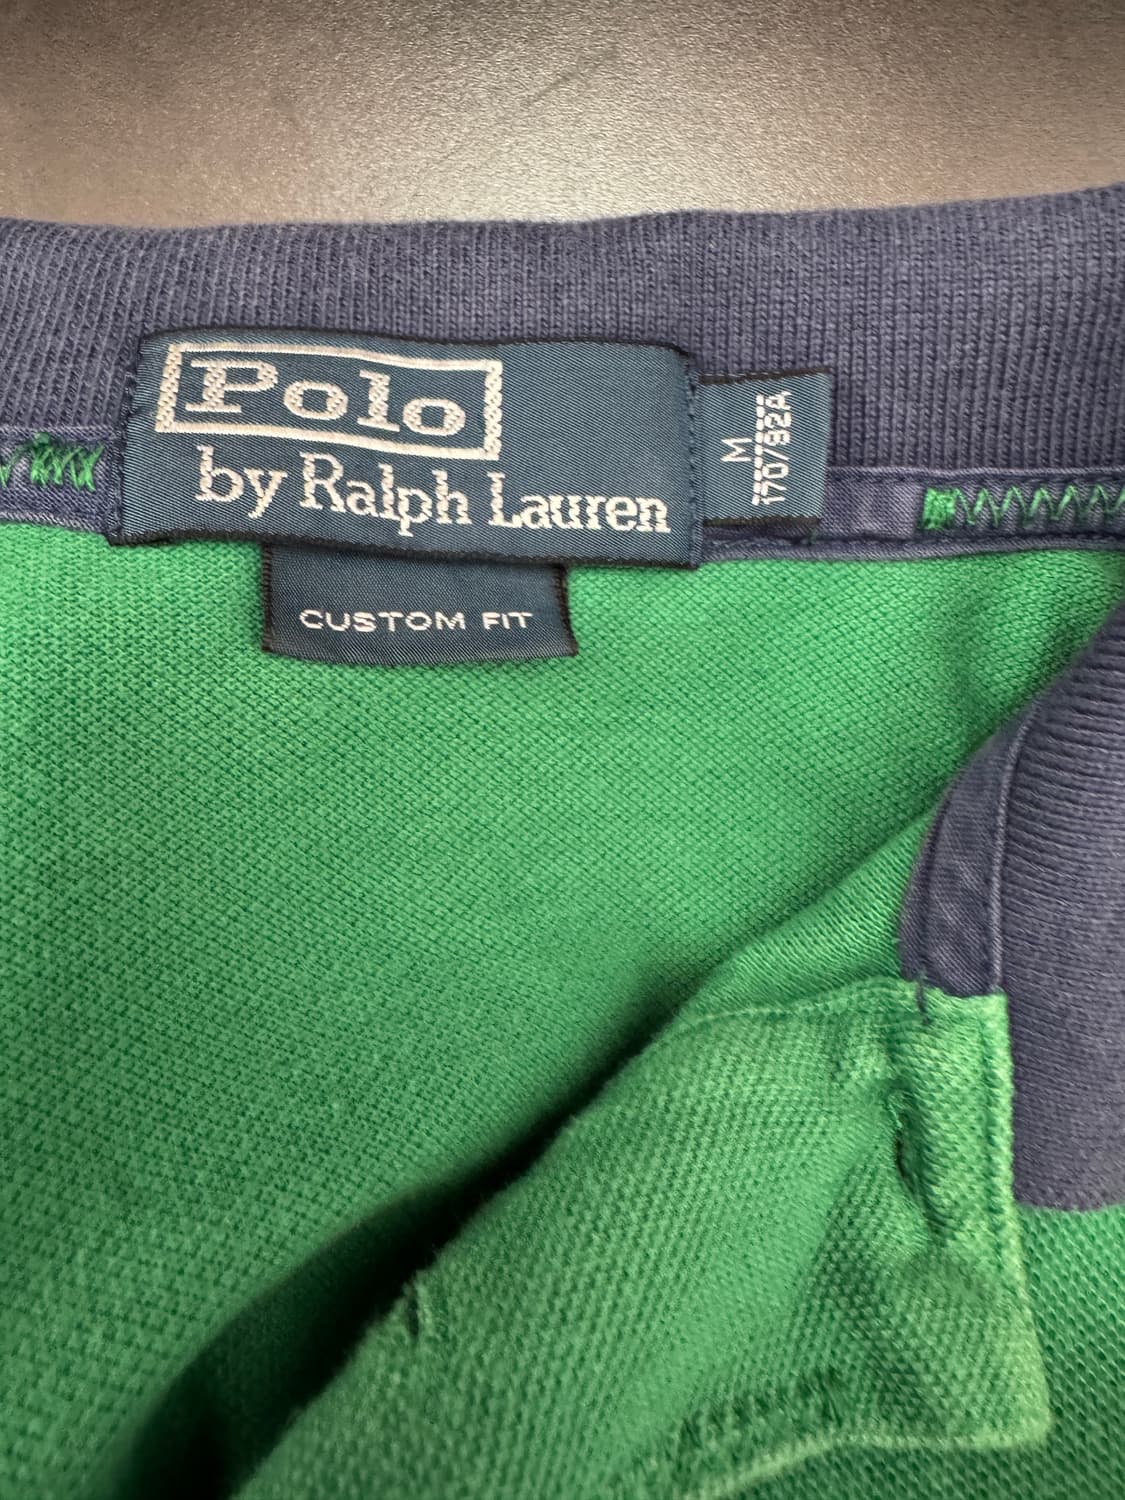 Polo
by Ralph Lauren
M
170/92A
CUSTOM FIT